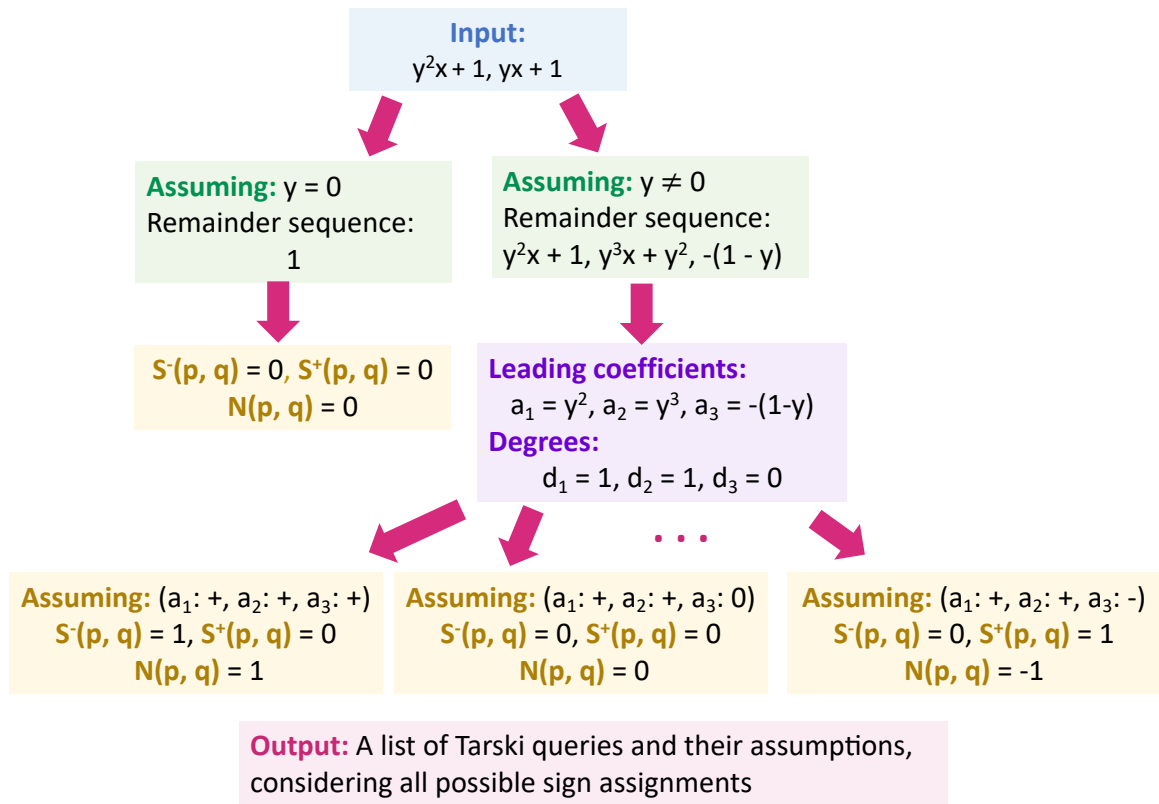 Input:
y²x + 1, yx + 1
Assuming: y = 0
Remainder sequence:
1
Assuming: y ≠ 0
Remainder sequence:
y²x + 1, y³x + y², -(1 - y)
S⁻(p, q) = 0, S⁺(p, q) = 0
N(p, q) = 0
Leading coefficients:
a₁ = y², a₂ = y³, a₃ = -(1-y)
Degrees:
d₁ = 1, d₂ = 1, d₃ = 0
. . .
Assuming: (a₁: +, a₂: +, a₃: +)
S⁻(p, q) = 1, S⁺(p, q) = 0
N(p, q) = 1
Assuming: (a₁: +, a₂: +, a₃: 0)
S⁻(p, q) = 0, S⁺(p, q) = 0
N(p, q) = 0
Assuming: (a₁: +, a₂: +, a₃: -)
S⁻(p, q) = 0, S⁺(p, q) = 1
N(p, q) = -1
Output: A list of Tarski queries and their assumptions,
considering all possible sign assignments